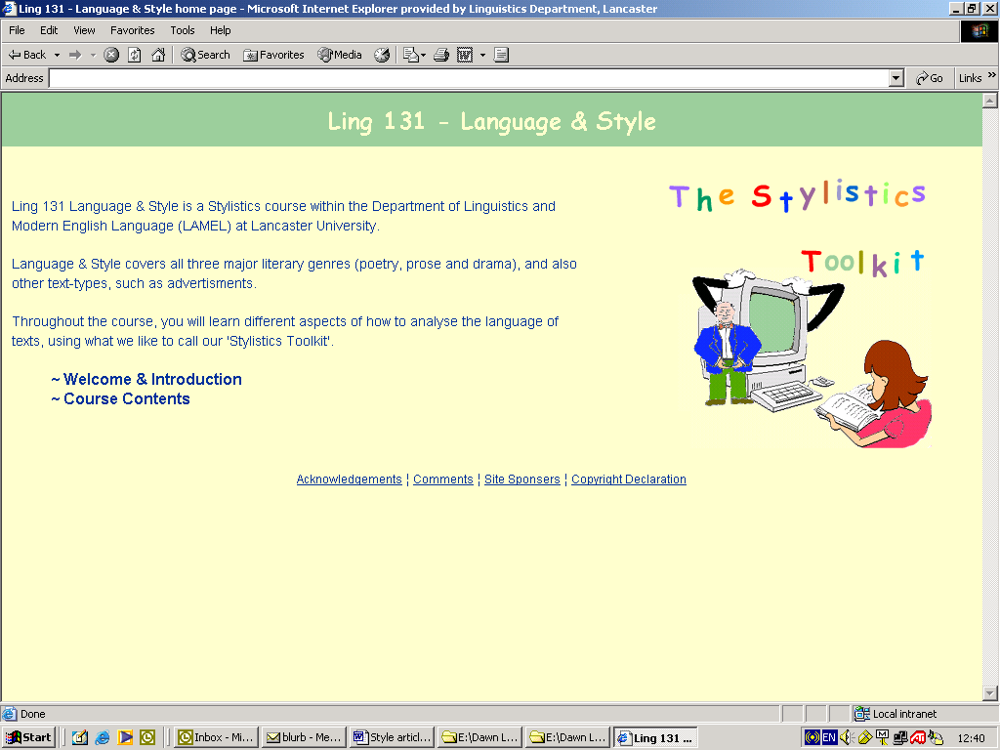 Ling 131 - Language & Style home page - Microsoft Internet Explorer provided by Linguistics Department, Lancaster
File Edit View Favorites Tools Help
Back Search Favorites Media
Address Go Links »
Ling 131 - Language & Style
The Stylistics
Toolkit
Ling 131 Language & Style is a Stylistics course within the Department of Linguistics and
Modern English Language (LAMEL) at Lancaster University.
Language & Style covers all three major literary genres (poetry, prose and drama), and also
other text-types, such as advertisments.
Throughout the course, you will learn different aspects of how to analyse the language of
texts, using what we like to call our 'Stylistics Toolkit'.
~ Welcome & Introduction
~ Course Contents
Acknowledgements ¦ Comments ¦ Site Sponsers ¦ Copyright Declaration
Done Local intranet
Start Inbox - Mi... blurb - Me... Style articl... E:\Dawn L... E:\Dawn L... Ling 131 ... EN 12:40